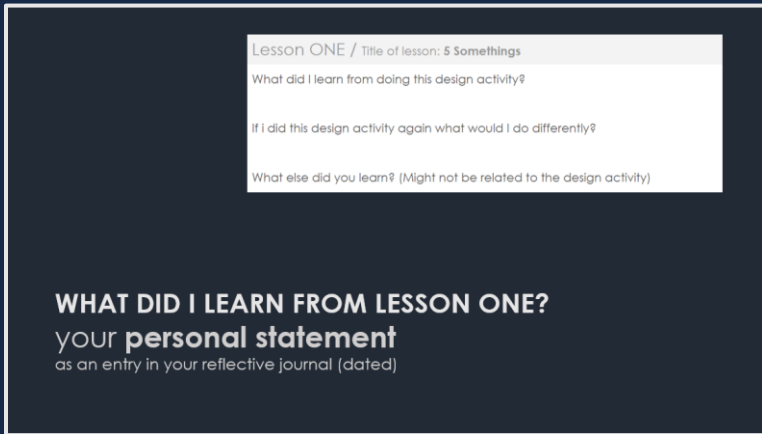 Lesson ONE / Title of lesson: 5 Somethings
What did I learn from doing this design activity?
If i did this design activity again what would I do differently?
What else did you learn? (Might not be related to the design activity)
WHAT DID I LEARN FROM LESSON ONE?
your personal statement
as an entry in your reflective journal (dated)